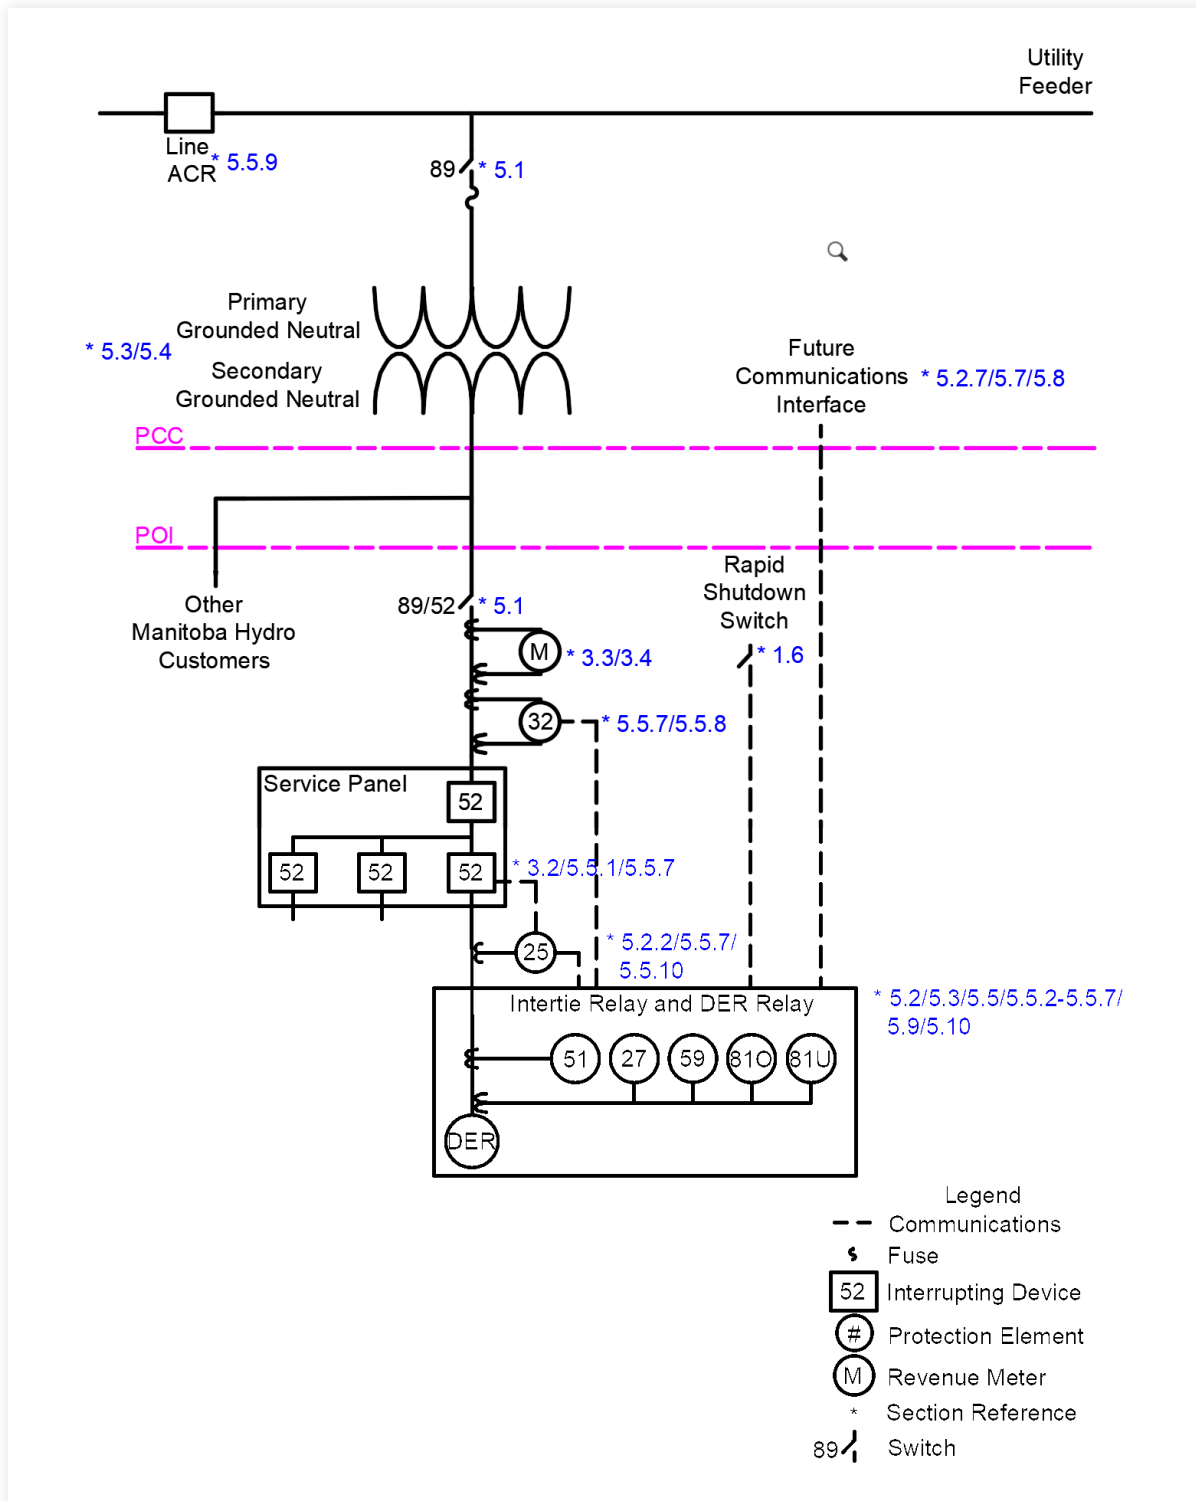 Utility
Feeder
Line
ACR
* 5.5.9
89
* 5.1
Primary
Grounded Neutral
* 5.3/5.4
Secondary
Grounded Neutral
Future
Communications
Interface
* 5.2.7/5.7/5.8
PCC
POI
Rapid
Shutdown
Switch
* 1.6
Other
Manitoba Hydro
Customers
89/52
* 5.1
M
* 3.3/3.4
32
* 5.5.7/5.5.8
Service Panel
52
52
52
52
* 3.2/5.5.1/5.5.7
25
* 5.2.2/5.5.7/
5.5.10
Intertie Relay and DER Relay
* 5.2/5.3/5.5/5.5.2-5.5.7/
5.9/5.10
51
27
59
81O
81U
DER
Legend
Communications
Fuse
52 Interrupting Device
# Protection Element
M Revenue Meter
* Section Reference
89 Switch